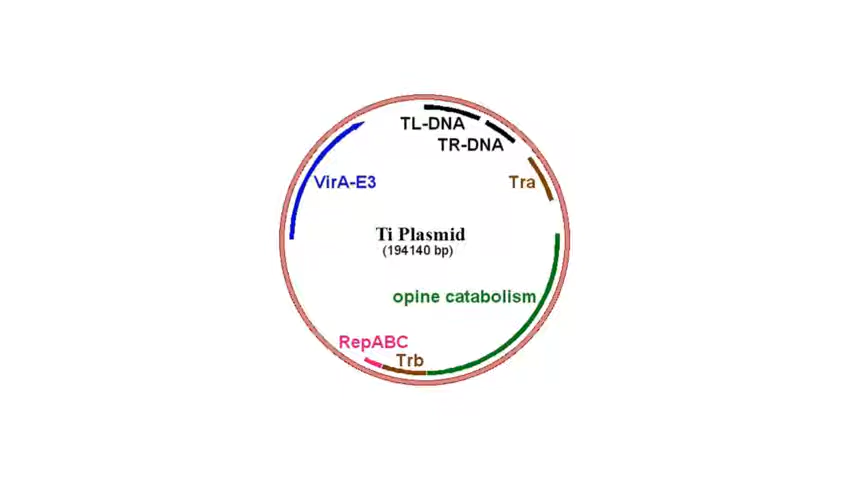 TL-DNA
TR-DNA
VirA-E3
Tra
Ti Plasmid
(194140 bp)
opine catabolism
RepABC
Trb